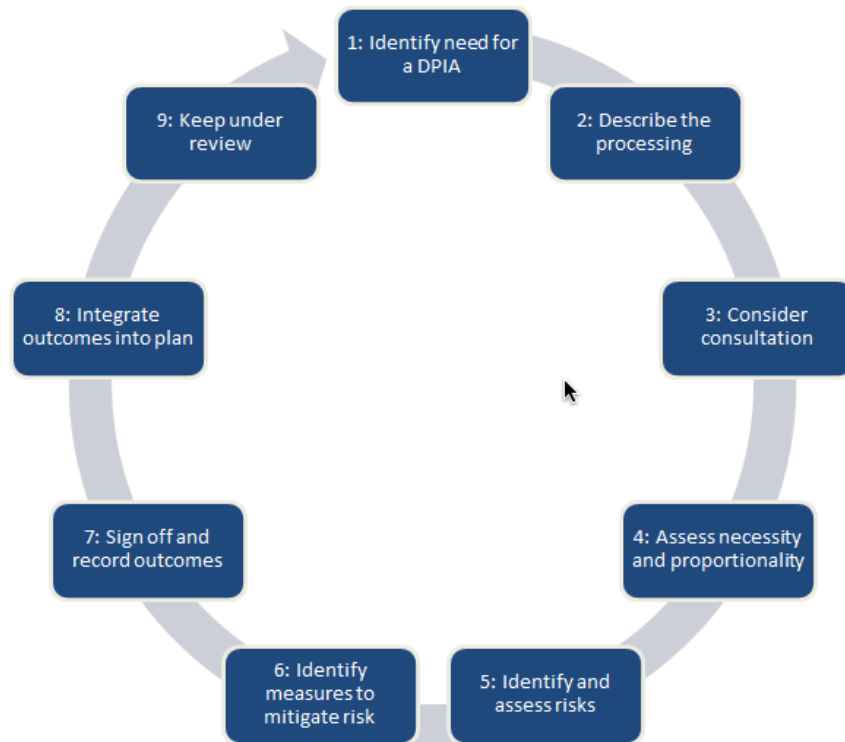 1: Identify need for
a DPIA
2: Describe the
processing
3: Consider
consultation
4: Assess necessity
and proportionality
5: Identify and
assess risks
6: Identify
measures to
mitigate risk
7: Sign off and
record outcomes
8: Integrate
outcomes into plan
9: Keep under
review